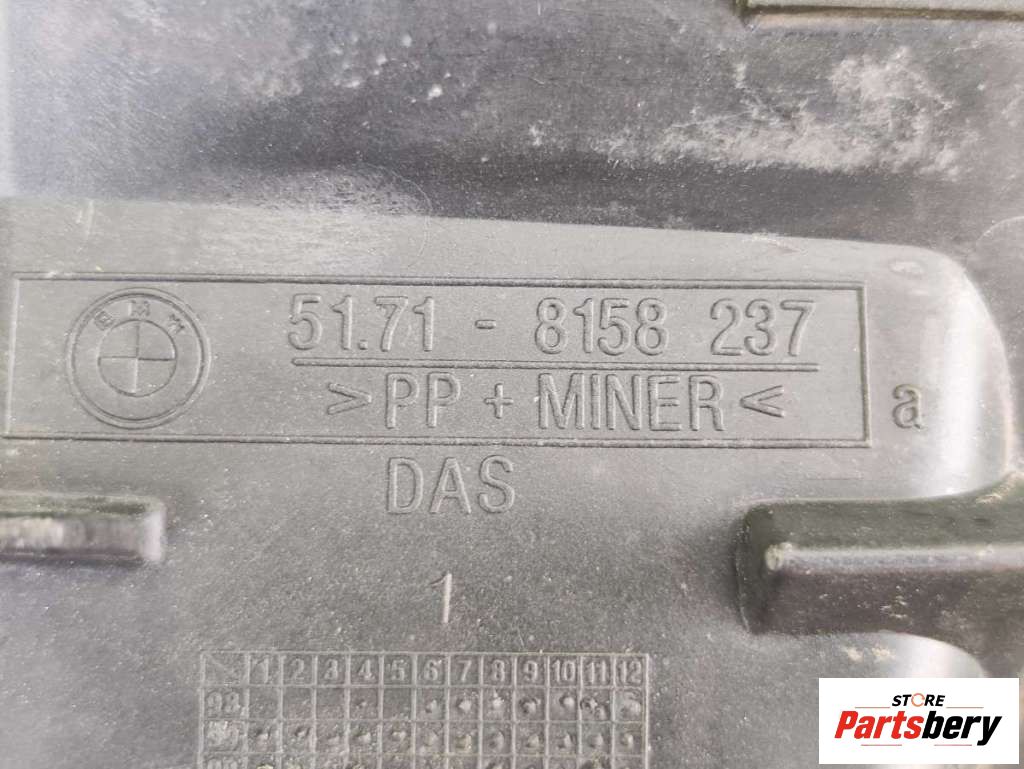 BMW
51.71 - 8158 237
>PP + MINER<
a
DAS
1
1 2 3 4 5 6 7 8 9 10 11 12
STORE
Partsbery